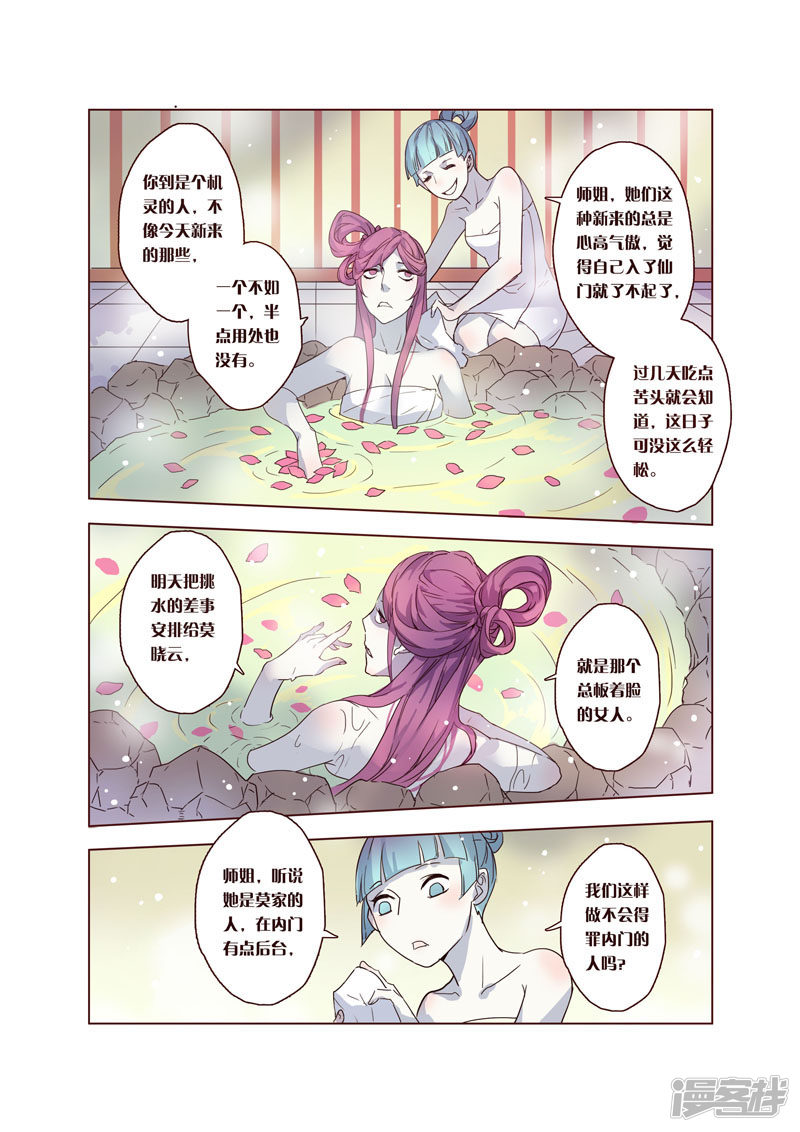 你到是个机
灵的人，不
像今天新来
的那些，
一个不如
一个，半
点用处也
没有。
师姐，她们这
种新来的总是
心高气傲，觉
得自己入了仙
门就了不起了，
过几天吃点
苦头就会知
道，这日子
可没这么轻
松。
明天把挑
水的差事
安排给莫
晓云，
就是那个
总板着脸
的女人。
师姐，听说
她是莫家的
人，在内门
有点后台，
我们这样
做不会得
罪内门的
人吗？
漫客栈